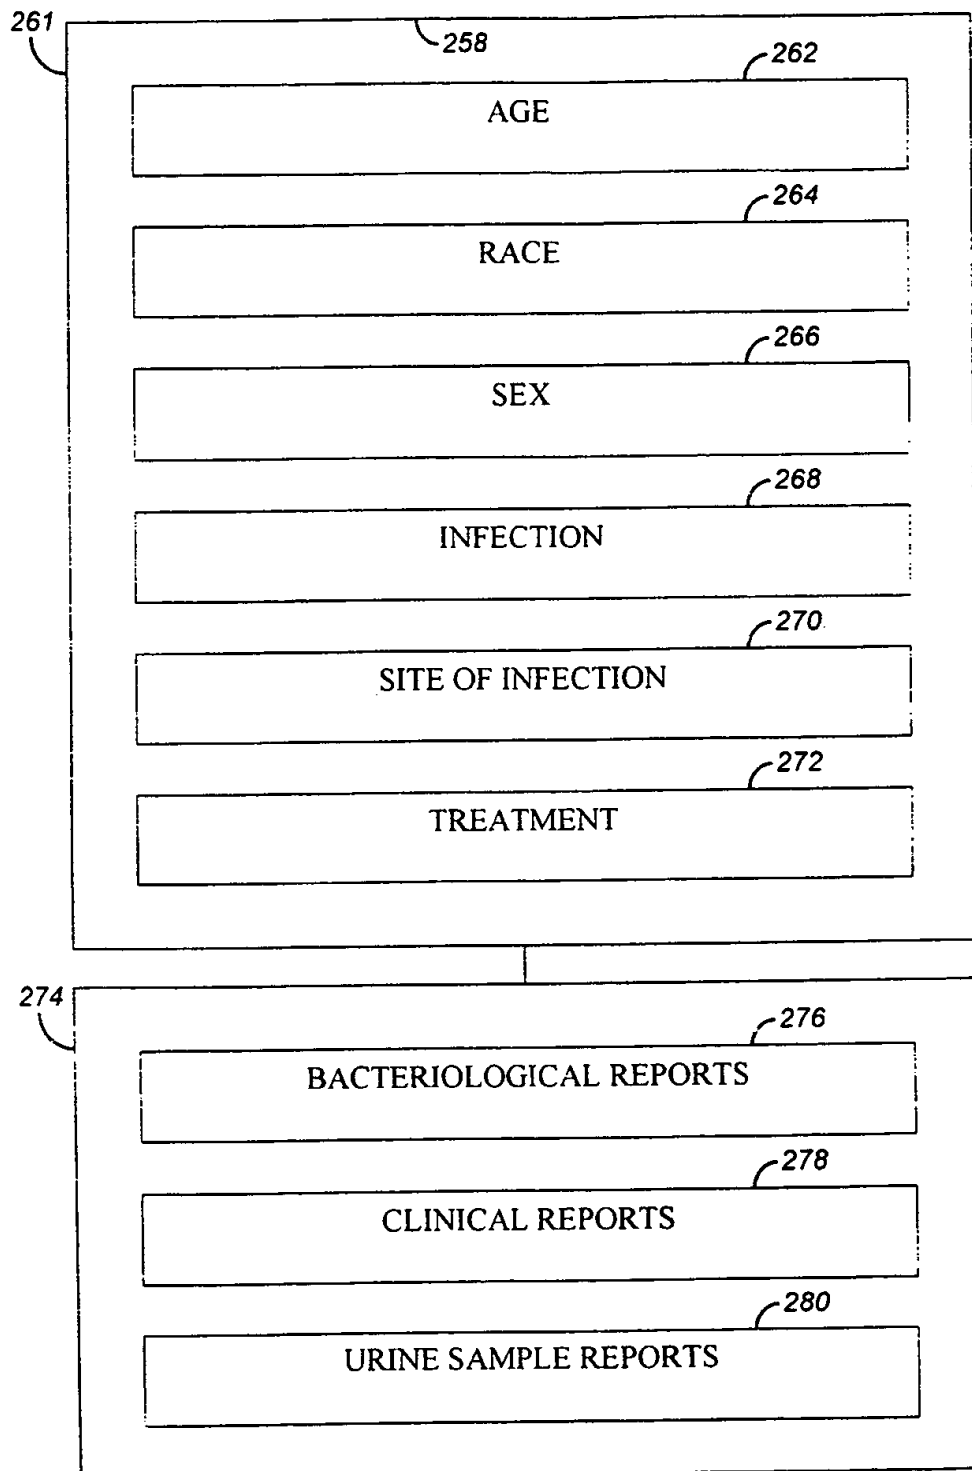 261
258
262
AGE
264
RACE
266
SEX
268
INFECTION
270
SITE OF INFECTION
272
TREATMENT
274
276
BACTERIOLOGICAL REPORTS
278
CLINICAL REPORTS
280
URINE SAMPLE REPORTS